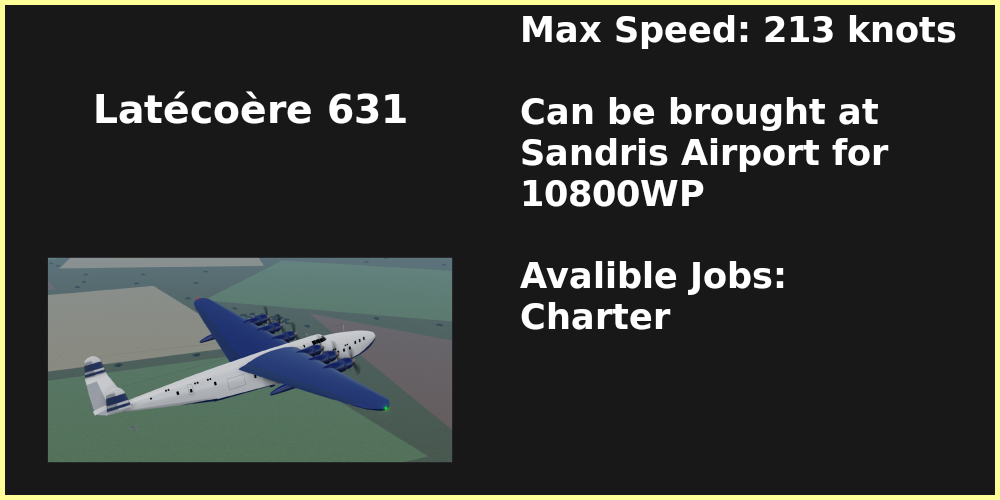 Latécoère 631
Max Speed: 213 knots
Can be brought at
Sandris Airport for
10800WP
Avalible Jobs:
Charter